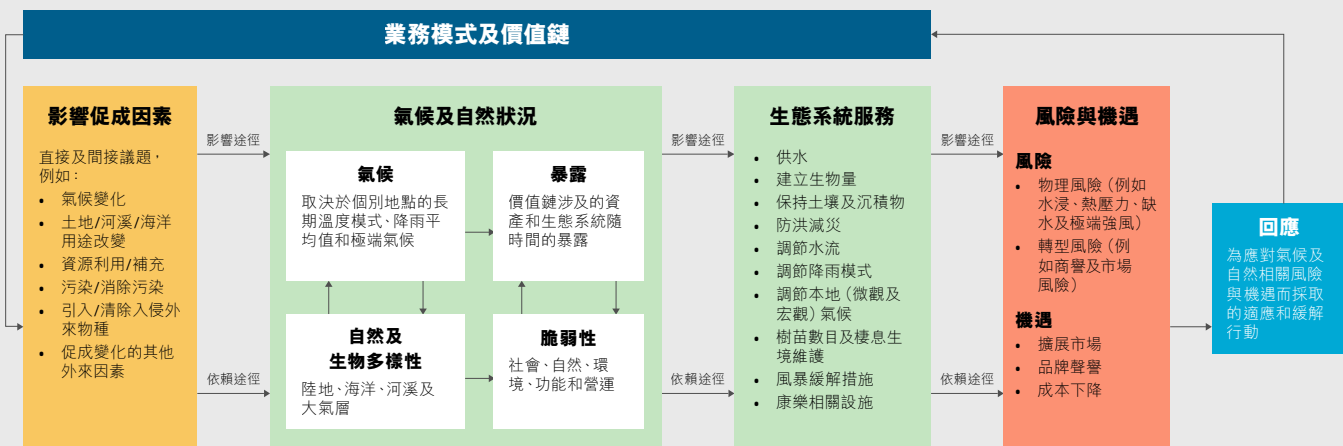 業務模式及價值鏈
影響促成因素
直接及間接議題，
例如：
• 氣候變化
• 土地/河溪/海洋
用途改變
• 資源利用/補充
• 污染/消除污染
• 引入/清除入侵外
來物種
• 促成變化的其他
外來因素
影響途徑
依賴途徑
氣候及自然狀況
氣候
取決於個別地點的長
期溫度模式、降雨平
均值和極端氣候
暴露
價值鏈涉及的資
產和生態系統隨
時間的暴露
自然及
生物多樣性
陸地、海洋、河溪及
大氣層
脆弱性
社會、自然、環
境、功能和營運
影響途徑
依賴途徑
生態系統服務
• 供水
• 建立生物量
• 保持土壤及沉積物
• 防洪減災
• 調節水流
• 調節降雨模式
• 調節本地（微觀及
宏觀）氣候
• 樹苗數目及棲息生
境維護
• 風暴緩解措施
• 康樂相關設施
影響途徑
依賴途徑
風險與機遇
風險
• 物理風險（例如
水浸、熱壓力、缺
水及極端強風）
• 轉型風險（例
如商譽及市場
風險）
機遇
• 擴展市場
• 品牌聲譽
• 成本下降
回應
為應對氣候及
自然相關風險
與機遇而採取
的適應和緩解
行動